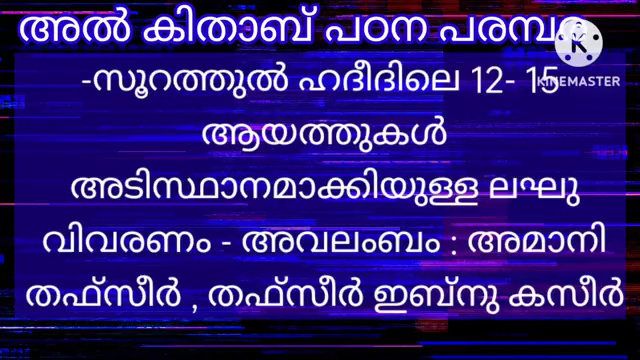 അൽ കിതാബ് പഠന പരമ്പര
KINEMASTER
-സൂറത്തുൽ ഹദീദിലെ 12- 15
ആയത്തുകൾ
അടിസ്ഥാനമാക്കിയുള്ള ലഘു
വിവരണം - അവലംബം : അമാനി
തഫ്സീർ , തഫ്സീർ ഇബ്നു കസീർ